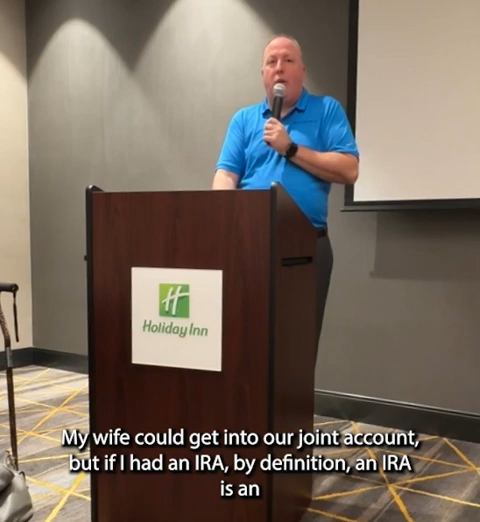 Holiday Inn
My wife could get into our joint account,
but if I had an IRA, by definition, an IRA
is an